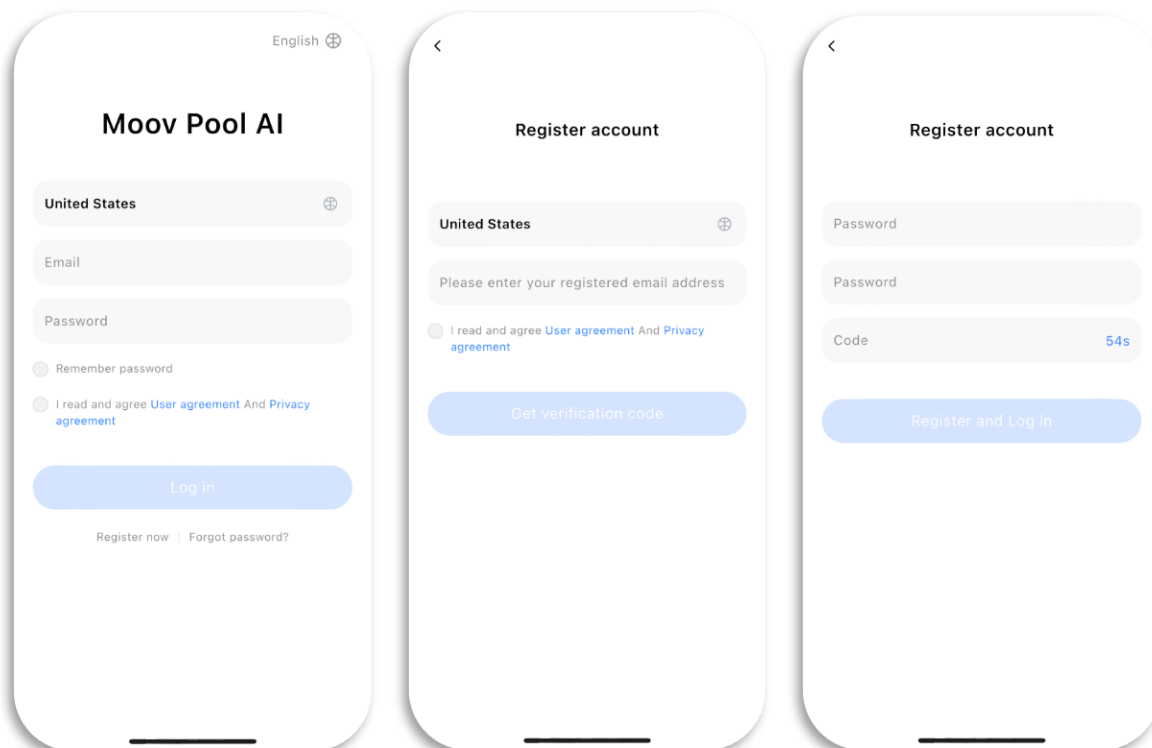 English
Moov Pool AI
United States
Email
Password
Remember password
I read and agree User agreement And Privacy
agreement
Log in
Register now | Forgot password?
Register account
United States
Please enter your registered email address
I read and agree User agreement And Privacy
agreement
Get verification code
Register account
Password
Password
Code 54s
Register and Log in